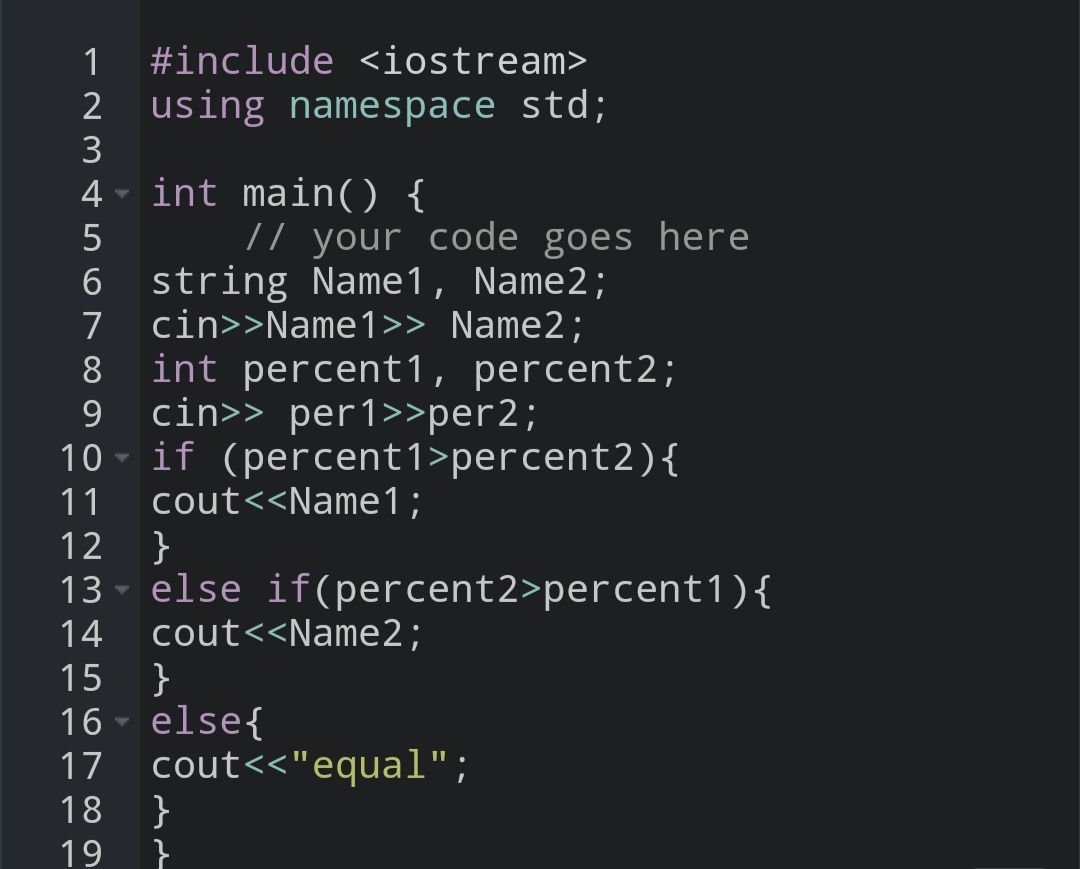 1 #include <iostream>
2 using namespace std;
3
4 int main() {
5     // your code goes here
6 string Name1, Name2;
7 cin>>Name1>> Name2;
8 int percent1, percent2;
9 cin>> per1>>per2;
10 if (percent1>percent2){
11 cout<<Name1;
12 }
13 else if(percent2>percent1){
14 cout<<Name2;
15 }
16 else{
17 cout<<"equal";
18 }
19 }